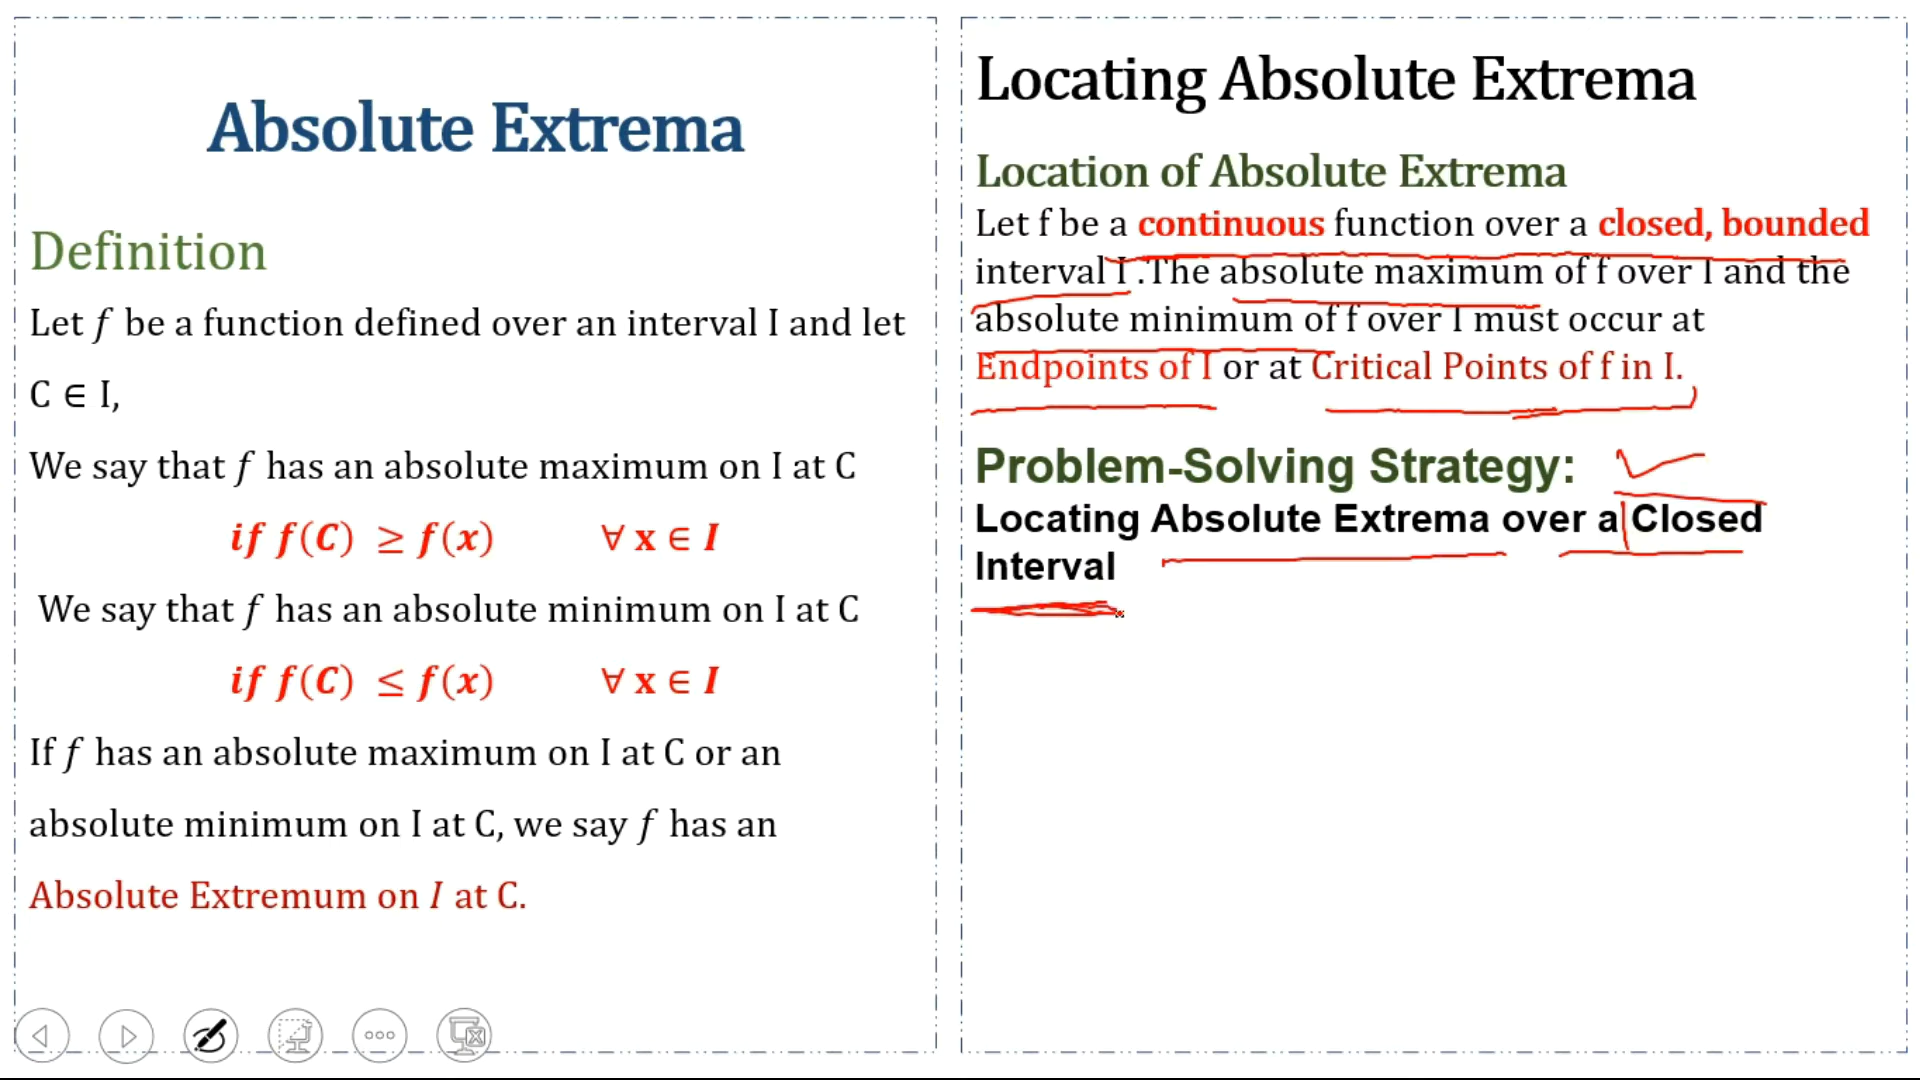 Absolute Extrema
Definition
Let f be a function defined over an interval I and let
C ∈ I,
We say that f has an absolute maximum on I at C
if f(C) ≥ f(x) ∀ x ∈ I
We say that f has an absolute minimum on I at C
if f(C) ≤ f(x) ∀ x ∈ I
If f has an absolute maximum on I at C or an
absolute minimum on I at C, we say f has an
Absolute Extremum on I at C.
Locating Absolute Extrema
Location of Absolute Extrema
Let f be a continuous function over a closed, bounded
interval I .The absolute maximum of f over I and the
absolute minimum of f over I must occur at
Endpoints of I or at Critical Points of f in I.
Problem-Solving Strategy:
Locating Absolute Extrema over a Closed
Interval